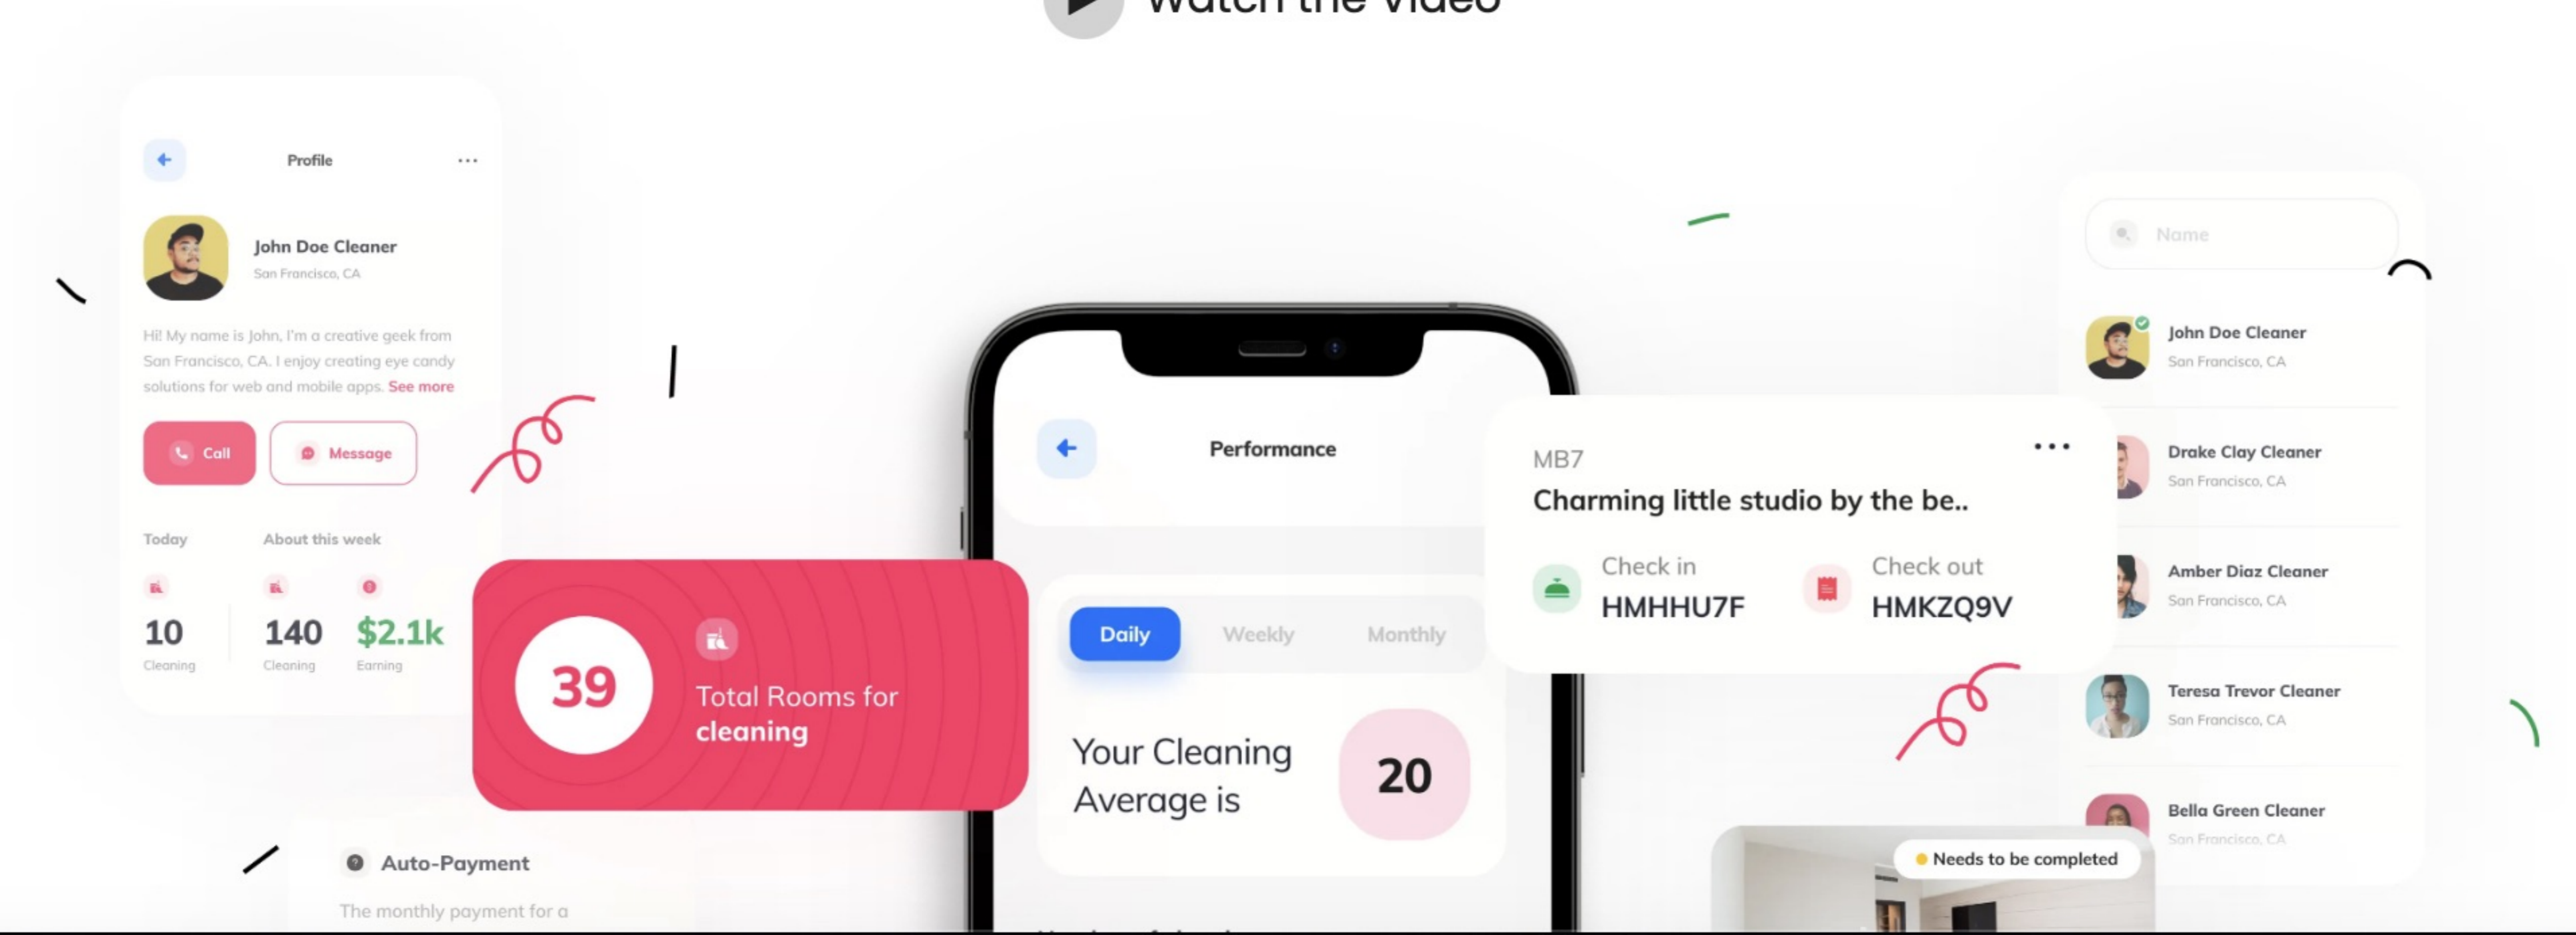 Watch the Video
Profile
John Doe Cleaner
San Francisco, CA
Hi! My name is John, I'm a creative geek from
San Francisco, CA. I enjoy creating eye candy
solutions for web and mobile apps. See more
Call
Message
Today
About this week
10
140
$2.1k
Cleaning
Cleaning
Earning
39
Total Rooms for
cleaning
Auto-Payment
The monthly payment for a
Performance
Daily
Weekly
Monthly
Your Cleaning
Average is
20
MB7
Charming little studio by the be..
Check in
HMHHU7F
Check out
HMKZQ9V
Name
John Doe Cleaner
San Francisco, CA
Drake Clay Cleaner
San Francisco, CA
Amber Diaz Cleaner
San Francisco, CA
Teresa Trevor Cleaner
San Francisco, CA
Bella Green Cleaner
San Francisco, CA
Needs to be completed